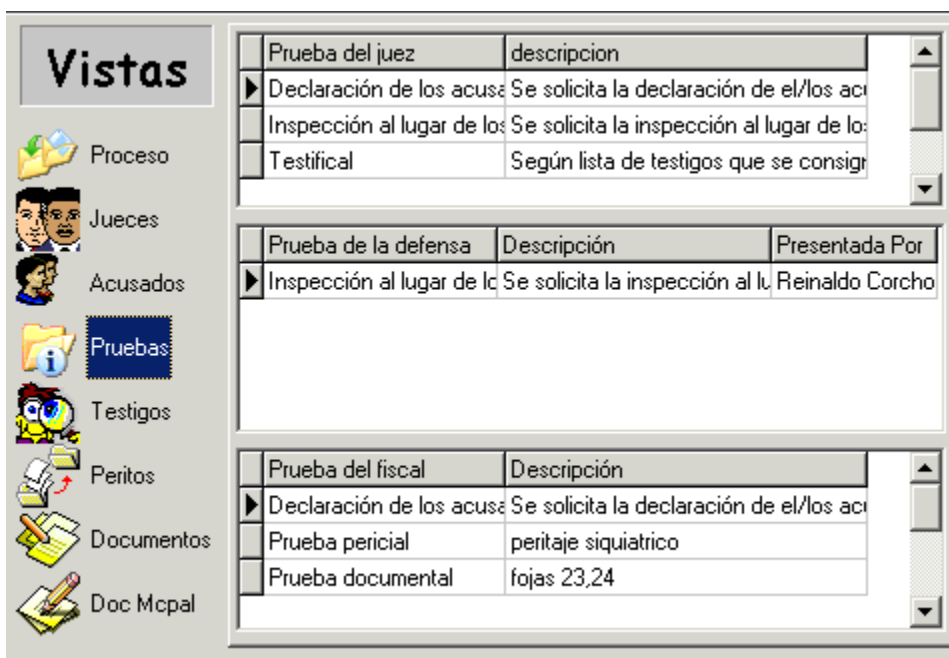 Vistas
Proceso
Jueces
Acusados
Pruebas
Testigos
Peritos
Documentos
Doc Mcpal
Prueba del juez descripcion
Declaración de los acusa Se solicita la declaración de el/los acu
Inspección al lugar de los Se solicita la inspección al lugar de lo
Testifical Según lista de testigos que se consign
Prueba de la defensa Descripción Presentada Por
Inspección al lugar de lo Se solicita la inspección al lu Reinaldo Corcho
Prueba del fiscal Descripción
Declaración de los acusa Se solicita la declaración de el/los acu
Prueba pericial peritaje siquiatrico
Prueba documental fojas 23,24